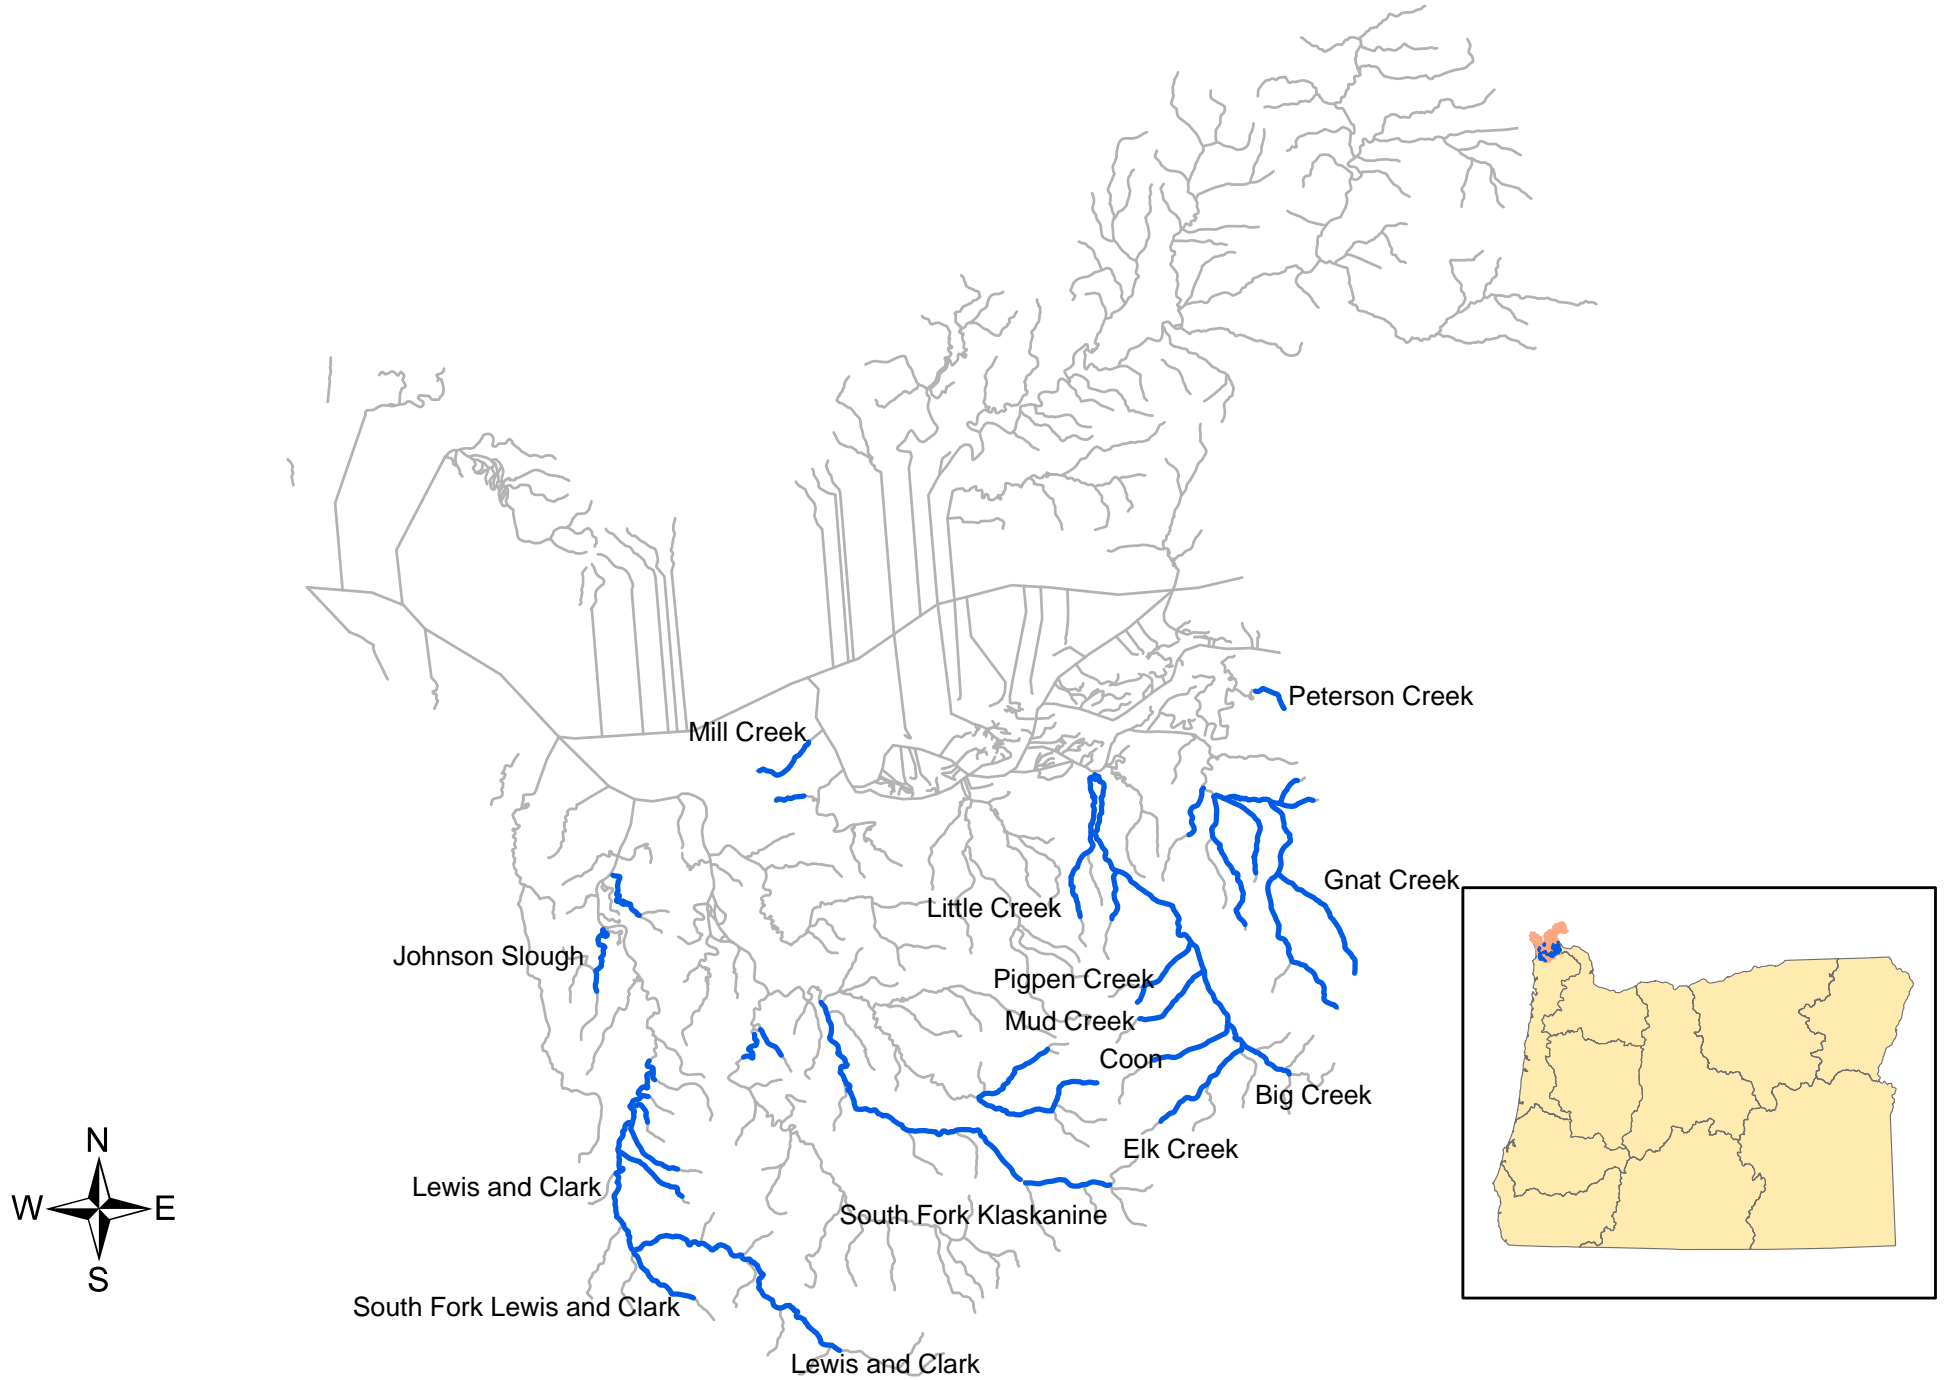 Peterson Creek
Mill Creek
Gnat Creek
Little Creek
Johnson Slough
Pigpen Creek
Mud Creek
Coon
Big Creek
Elk Creek
N
W
E
S
Lewis and Clark
South Fork Klaskanine
South Fork Lewis and Clark
Lewis and Clark